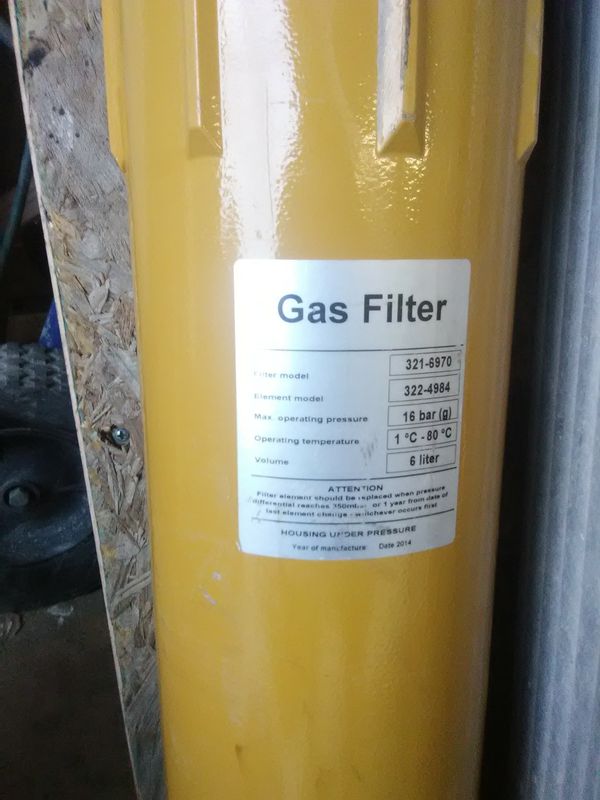 Gas Filter
Filter model 321-6970
Element model 322-4984
Max. operating pressure 16 bar (g)
Operating temperature 1 °C - 80 °C
Volume 6 liter
ATTENTION
Filter element should be replaced when pressure
differential reaches 350mbar or 1 year from date of
last element change - whichever occurs first
HOUSING UNDER PRESSURE
Year of manufacture: Date 2014